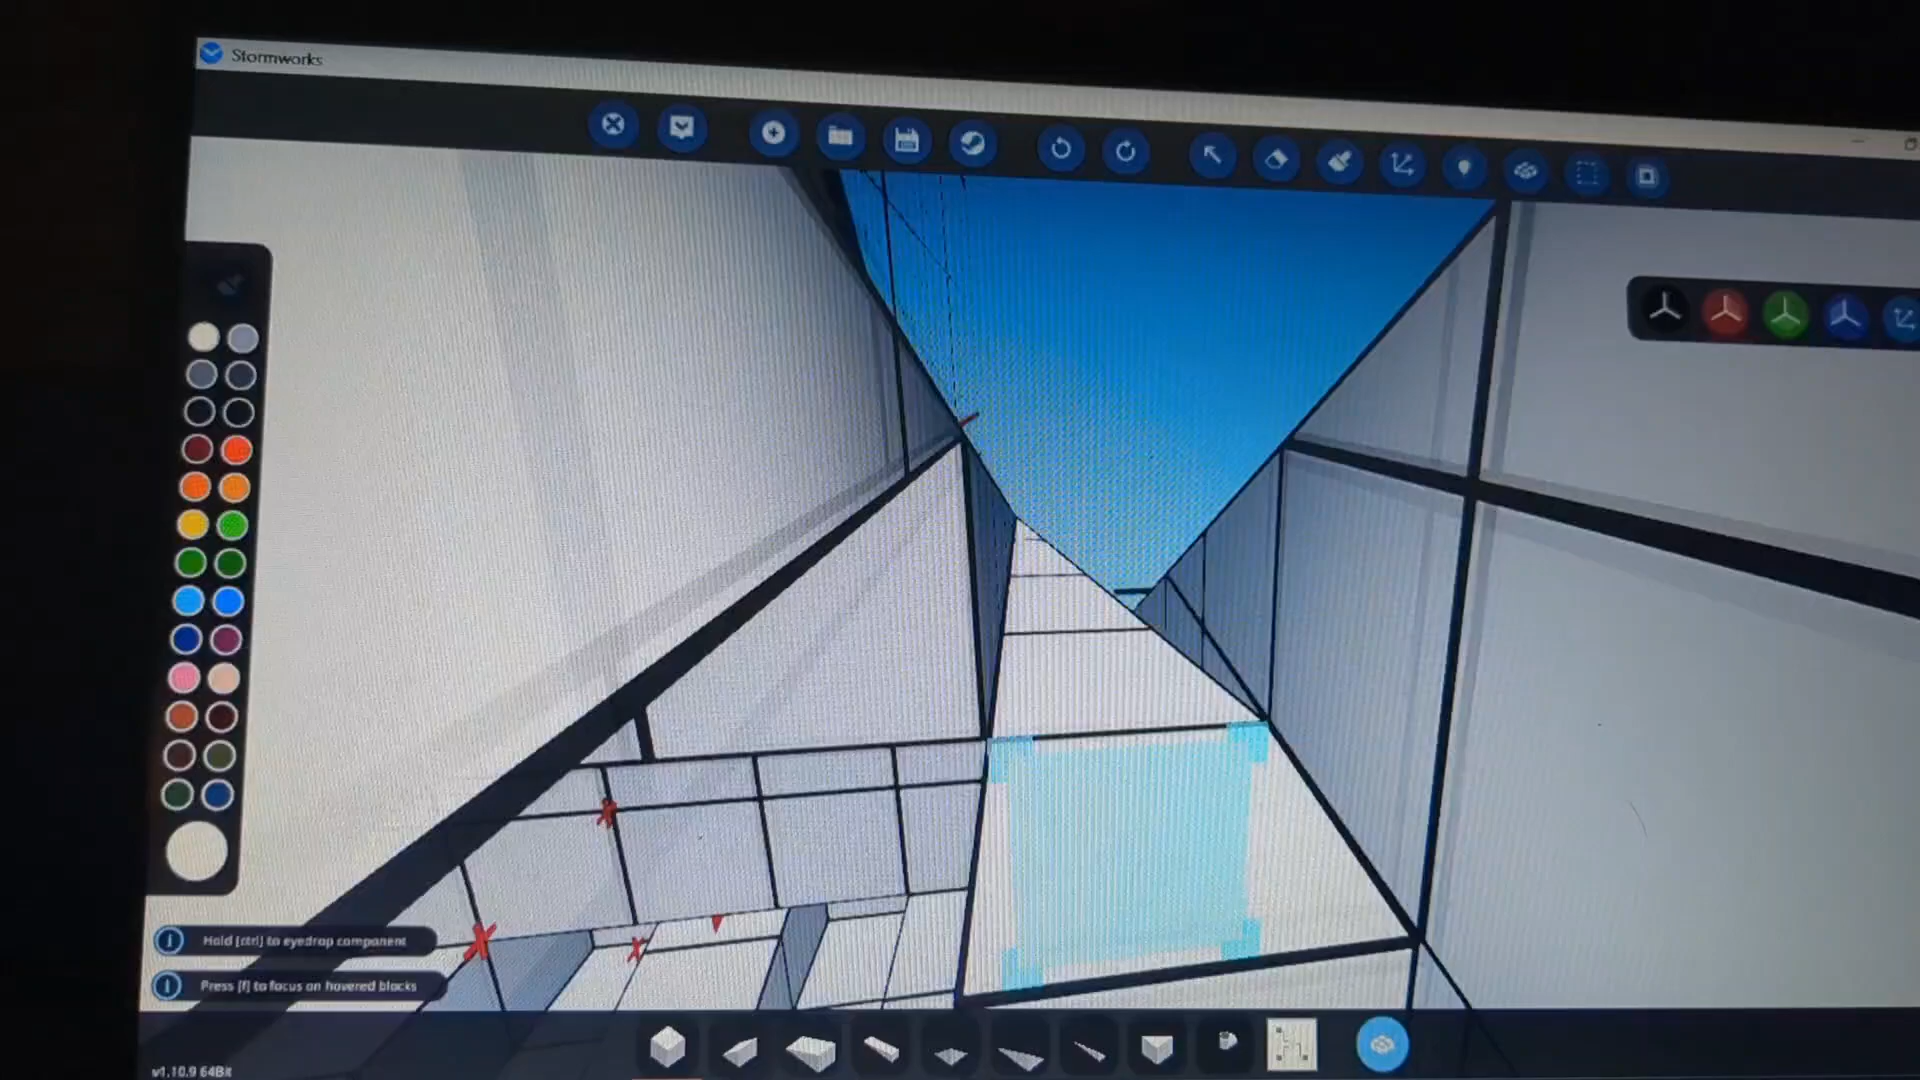 Stormworks
Hold [ctrl] to eyedrop component
Press [f] to focus on hovered blocks
v1.10.9 64Bit